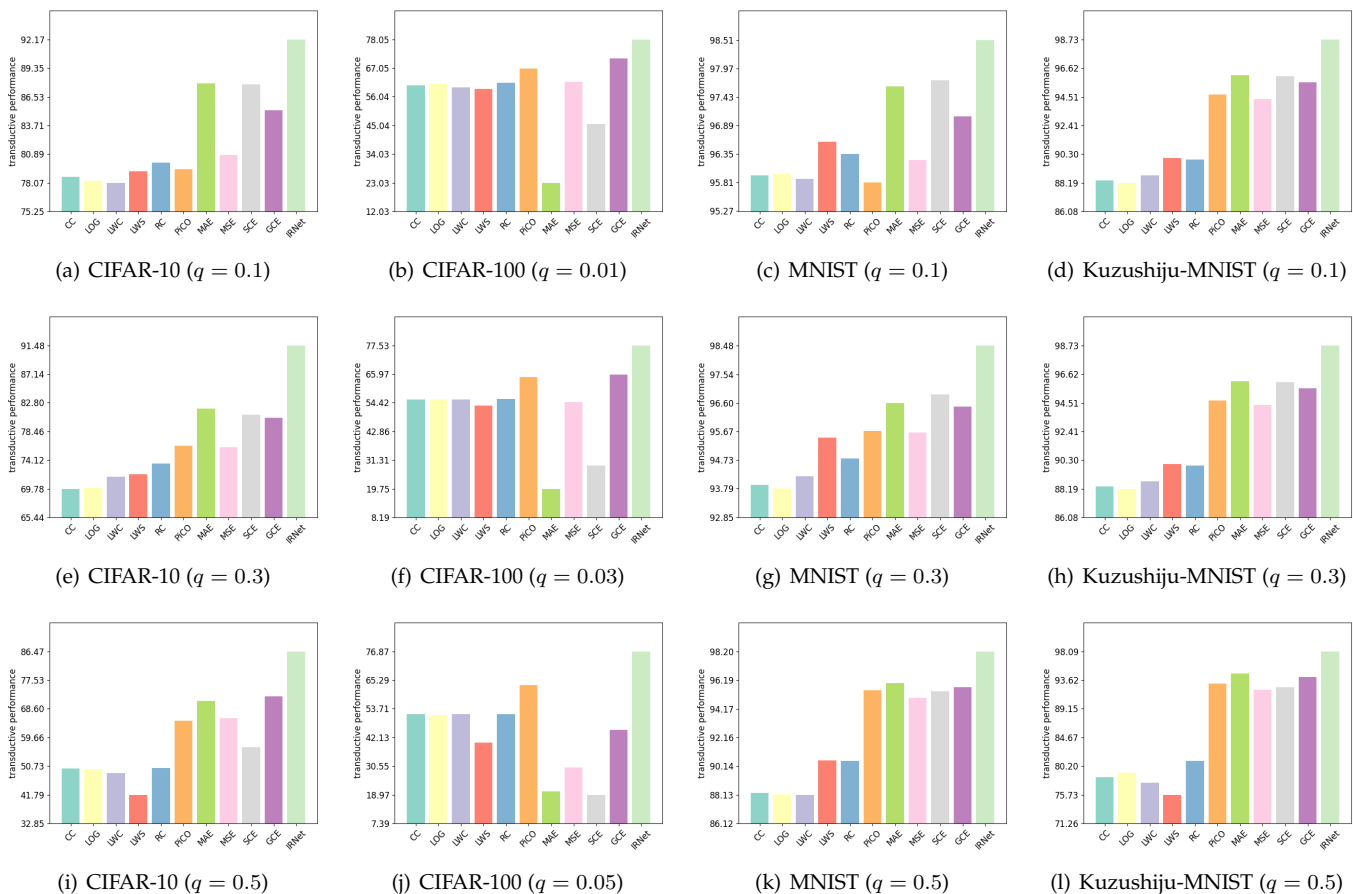 92.17
89.35
86.53
83.71
80.89
78.07
75.25
transductive performance
CC LOG LWC LWS RC PiCO MAE MSE SCE GCE IRNet
(a) CIFAR-10 (q = 0.1)
78.05
67.05
56.04
45.04
34.03
23.03
12.03
transductive performance
CC LOG LWC LWS RC PiCO MAE MSE SCE GCE IRNet
(b) CIFAR-100 (q = 0.01)
98.51
97.97
97.43
96.89
96.35
95.81
95.27
transductive performance
CC LOG LWC LWS RC PiCO MAE MSE SCE GCE IRNet
(c) MNIST (q = 0.1)
98.73
96.62
94.51
92.41
90.30
88.19
86.08
transductive performance
CC LOG LWC LWS RC PiCO MAE MSE SCE GCE IRNet
(d) Kuzushiju-MNIST (q = 0.1)
91.48
87.14
82.80
78.46
74.12
69.78
65.44
transductive performance
CC LOG LWC LWS RC PiCO MAE MSE SCE GCE IRNet
(e) CIFAR-10 (q = 0.3)
77.53
65.97
54.42
42.86
31.31
19.75
8.19
transductive performance
CC LOG LWC LWS RC PiCO MAE MSE SCE GCE IRNet
(f) CIFAR-100 (q = 0.03)
98.48
97.54
96.60
95.67
94.73
93.79
92.85
transductive performance
CC LOG LWC LWS RC PiCO MAE MSE SCE GCE IRNet
(g) MNIST (q = 0.3)
98.73
96.62
94.51
92.41
90.30
88.19
86.08
transductive performance
CC LOG LWC LWS RC PiCO MAE MSE SCE GCE IRNet
(h) Kuzushiju-MNIST (q = 0.3)
86.47
77.53
68.60
59.66
50.73
41.79
32.85
transductive performance
CC LOG LWC LWS RC PiCO MAE MSE SCE GCE IRNet
(i) CIFAR-10 (q = 0.5)
76.87
65.29
53.71
42.13
30.55
18.97
7.39
transductive performance
CC LOG LWC LWS RC PiCO MAE MSE SCE GCE IRNet
(j) CIFAR-100 (q = 0.05)
98.20
96.19
94.17
92.16
90.14
88.13
86.12
transductive performance
CC LOG LWC LWS RC PiCO MAE MSE SCE GCE IRNet
(k) MNIST (q = 0.5)
98.09
93.62
89.15
84.67
80.20
75.73
71.26
transductive performance
CC LOG LWC LWS RC PiCO MAE MSE SCE GCE IRNet
(l) Kuzushiju-MNIST (q = 0.5)